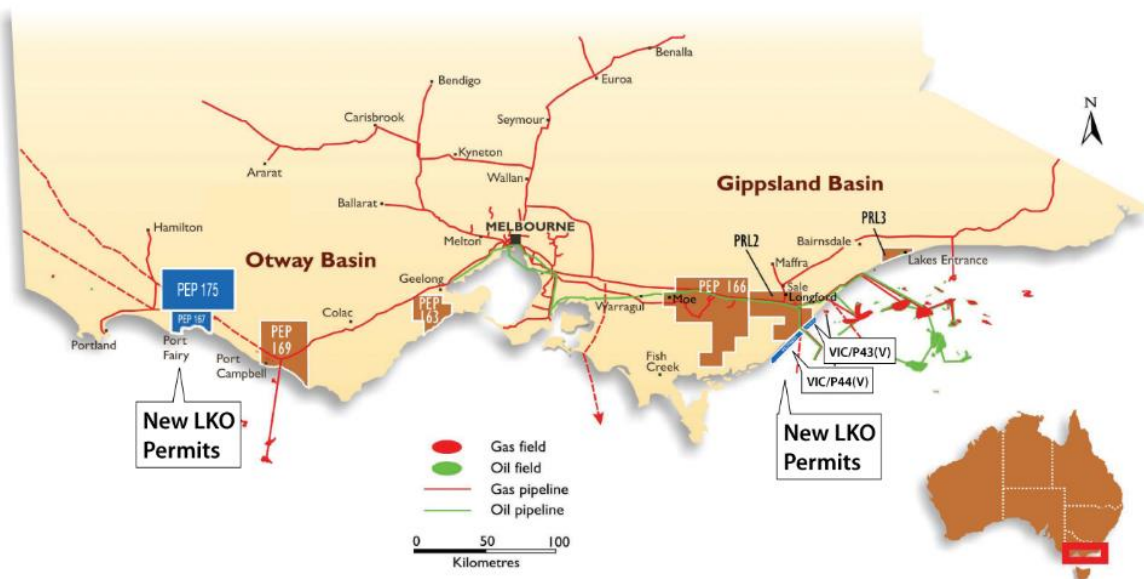 Benalla
Euroa
Bendigo
Seymour
Carisbrook
Kyneton
Ararat
Wallan
N
Gippsland Basin
Ballarat
PRL3
Hamilton
MELBOURNE
Melton
Bairnsdale
PRL2
Lakes Entrance
Maffra
Otway Basin
Geelong
Sale
PEP 175
PEP 166
Moe
Longford
Warragul
PEP
163
PEP 167
Colac
PEP
169
Portland
Port
Fairy
Port
Campbell
Fish
Creek
VIC/P43(V)
VIC/P44(V)
New LKO
Permits
New LKO
Permits
Gas field
Oil field
Gas pipeline
Oil pipeline
0 50 100
Kilometres